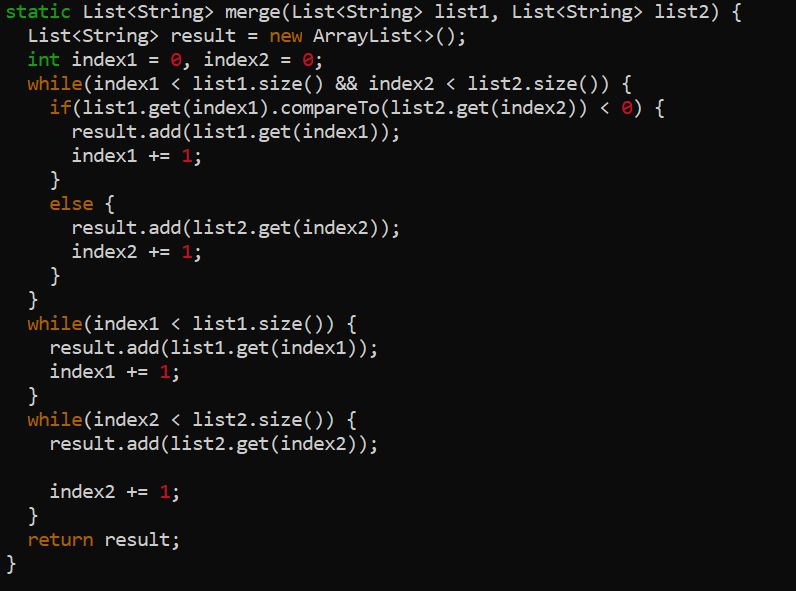 static List<String> merge(List<String> list1, List<String> list2) {
  List<String> result = new ArrayList<>();
  int index1 = 0, index2 = 0;
  while(index1 < list1.size() && index2 < list2.size()) {
    if(list1.get(index1).compareTo(list2.get(index2)) < 0) {
      result.add(list1.get(index1));
      index1 += 1;
    }
    else {
      result.add(list2.get(index2));
      index2 += 1;
    }
  }
  while(index1 < list1.size()) {
    result.add(list1.get(index1));
    index1 += 1;
  }
  while(index2 < list2.size()) {
    result.add(list2.get(index2));

    index2 += 1;
  }
  return result;
}